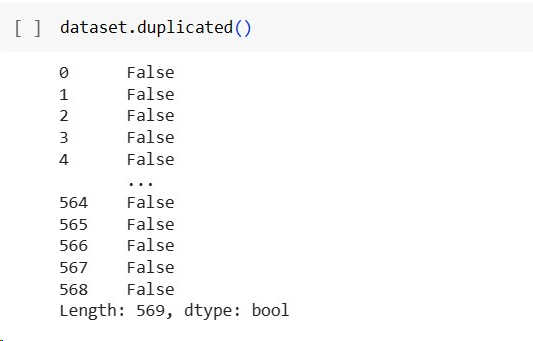 [ ] dataset.duplicated()
0 False
1 False
2 False
3 False
4 False
...
564 False
565 False
566 False
567 False
568 False
Length: 569, dtype: bool